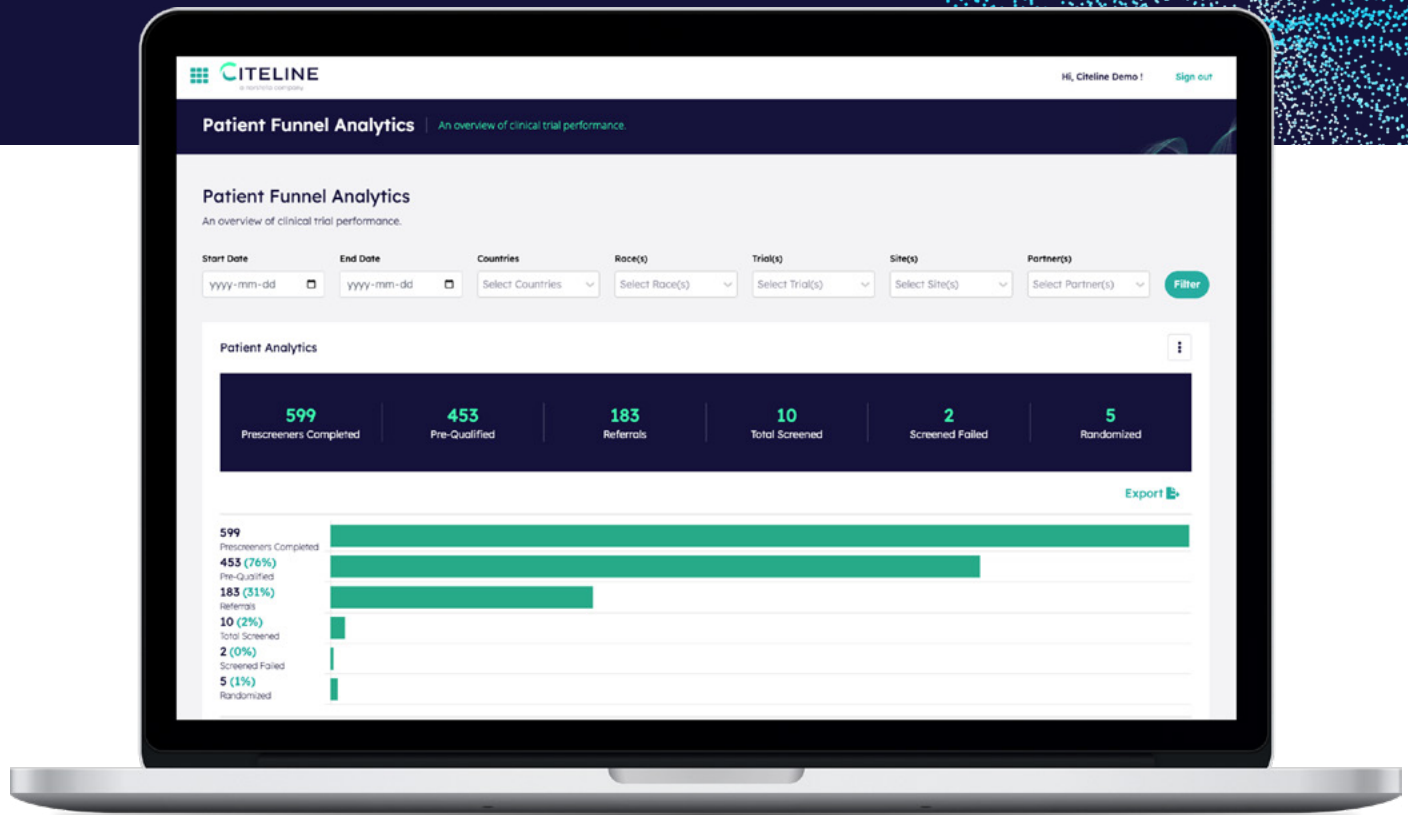 CITELINE
a norstella company
Hi, Citeline Demo !
Sign out
Patient Funnel Analytics
An overview of clinical trial performance.
Patient Funnel Analytics
An overview of clinical trial performance.
Start Date End Date Countries Race(s) Trial(s) Site(s) Partner(s)
yyyy-mm-dd yyyy-mm-dd Select Countries Select Race(s) Select Trial(s) Select Site(s) Select Partner(s) Filter
Patient Analytics
599 453 183 10 2 5
Prescreeners Completed Pre-Qualified Referrals Total Screened Screened Failed Randomized
Export
599
Prescreeners Completed
453 (76%)
Pre-Qualified
183 (31%)
Referrals
10 (2%)
Total Screened
2 (0%)
Screened Failed
5 (1%)
Randomized